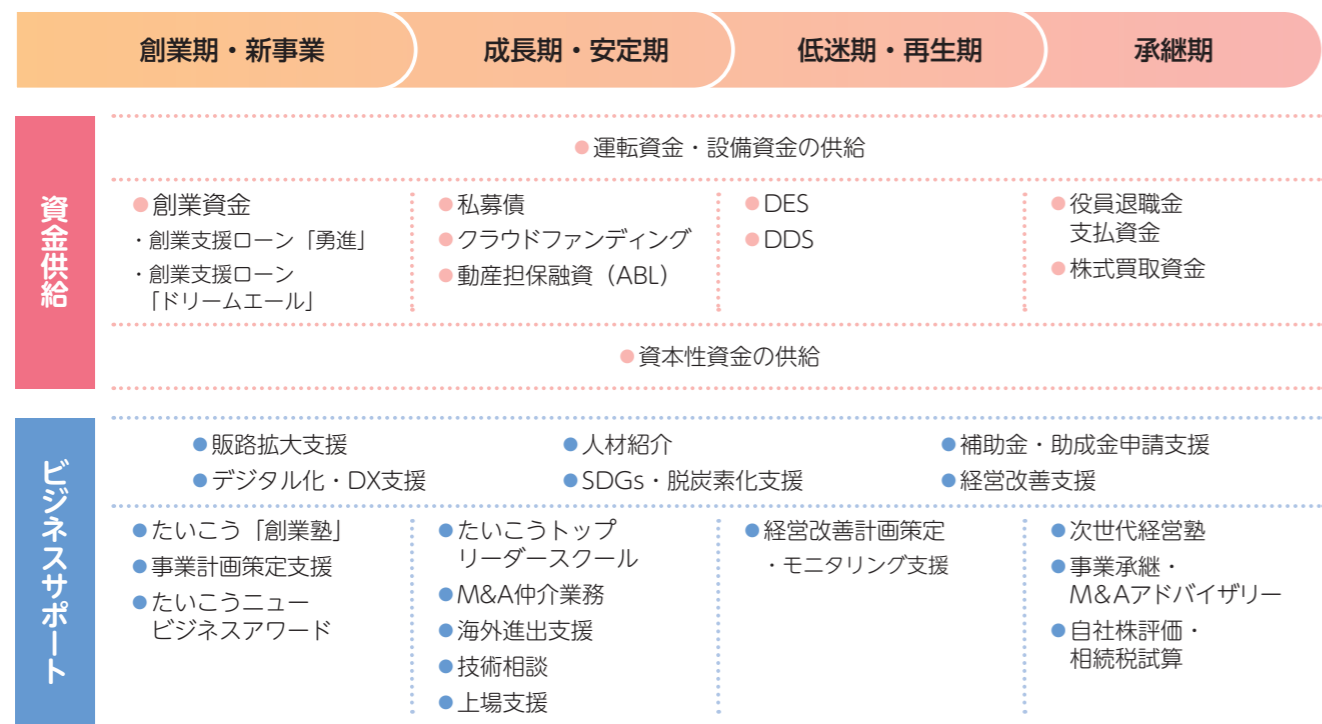 創業期・新事業
成長期・安定期
低迷期・再生期
承継期
資金供給
●運転資金・設備資金の供給
●創業資金
・創業支援ローン「勇進」
・創業支援ローン
「ドリームエール」
●私募債
●クラウドファンディング
●動産担保融資（ABL）
●DES
●DDS
●役員退職金
支払資金
●株式買取資金
●資本性資金の供給
ビジネスサポート
●販路拡大支援
●人材紹介
●補助金・助成金申請支援
●デジタル化・DX支援
●SDGs・脱炭素化支援
●経営改善支援
●たいこう「創業塾」
●事業計画策定支援
●たいこうニュー
ビジネスアワード
●たいこうトップ
リーダースクール
●M&A仲介業務
●海外進出支援
●技術相談
●上場支援
●経営改善計画策定
・モニタリング支援
●次世代経営塾
●事業承継・
M&Aアドバイザリー
●自社株評価・
相続税試算